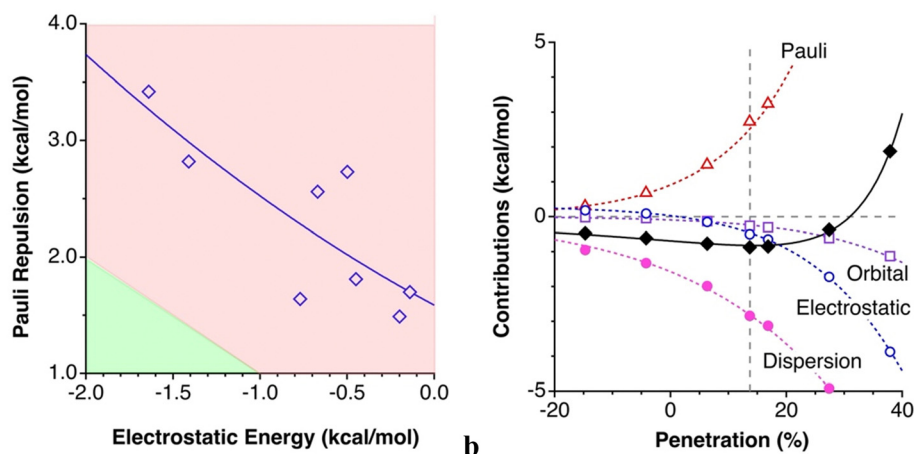 4.0
3.0
2.0
1.0
Pauli Repulsion (kcal/mol)
-2.0 -1.5 -1.0 -0.5 0.0
Electrostatic Energy (kcal/mol)
b
5
0
-5
Contributions (kcal/mol)
Pauli
Orbital
Electrostatic
Dispersion
-20 0 20 40
Penetration (%)